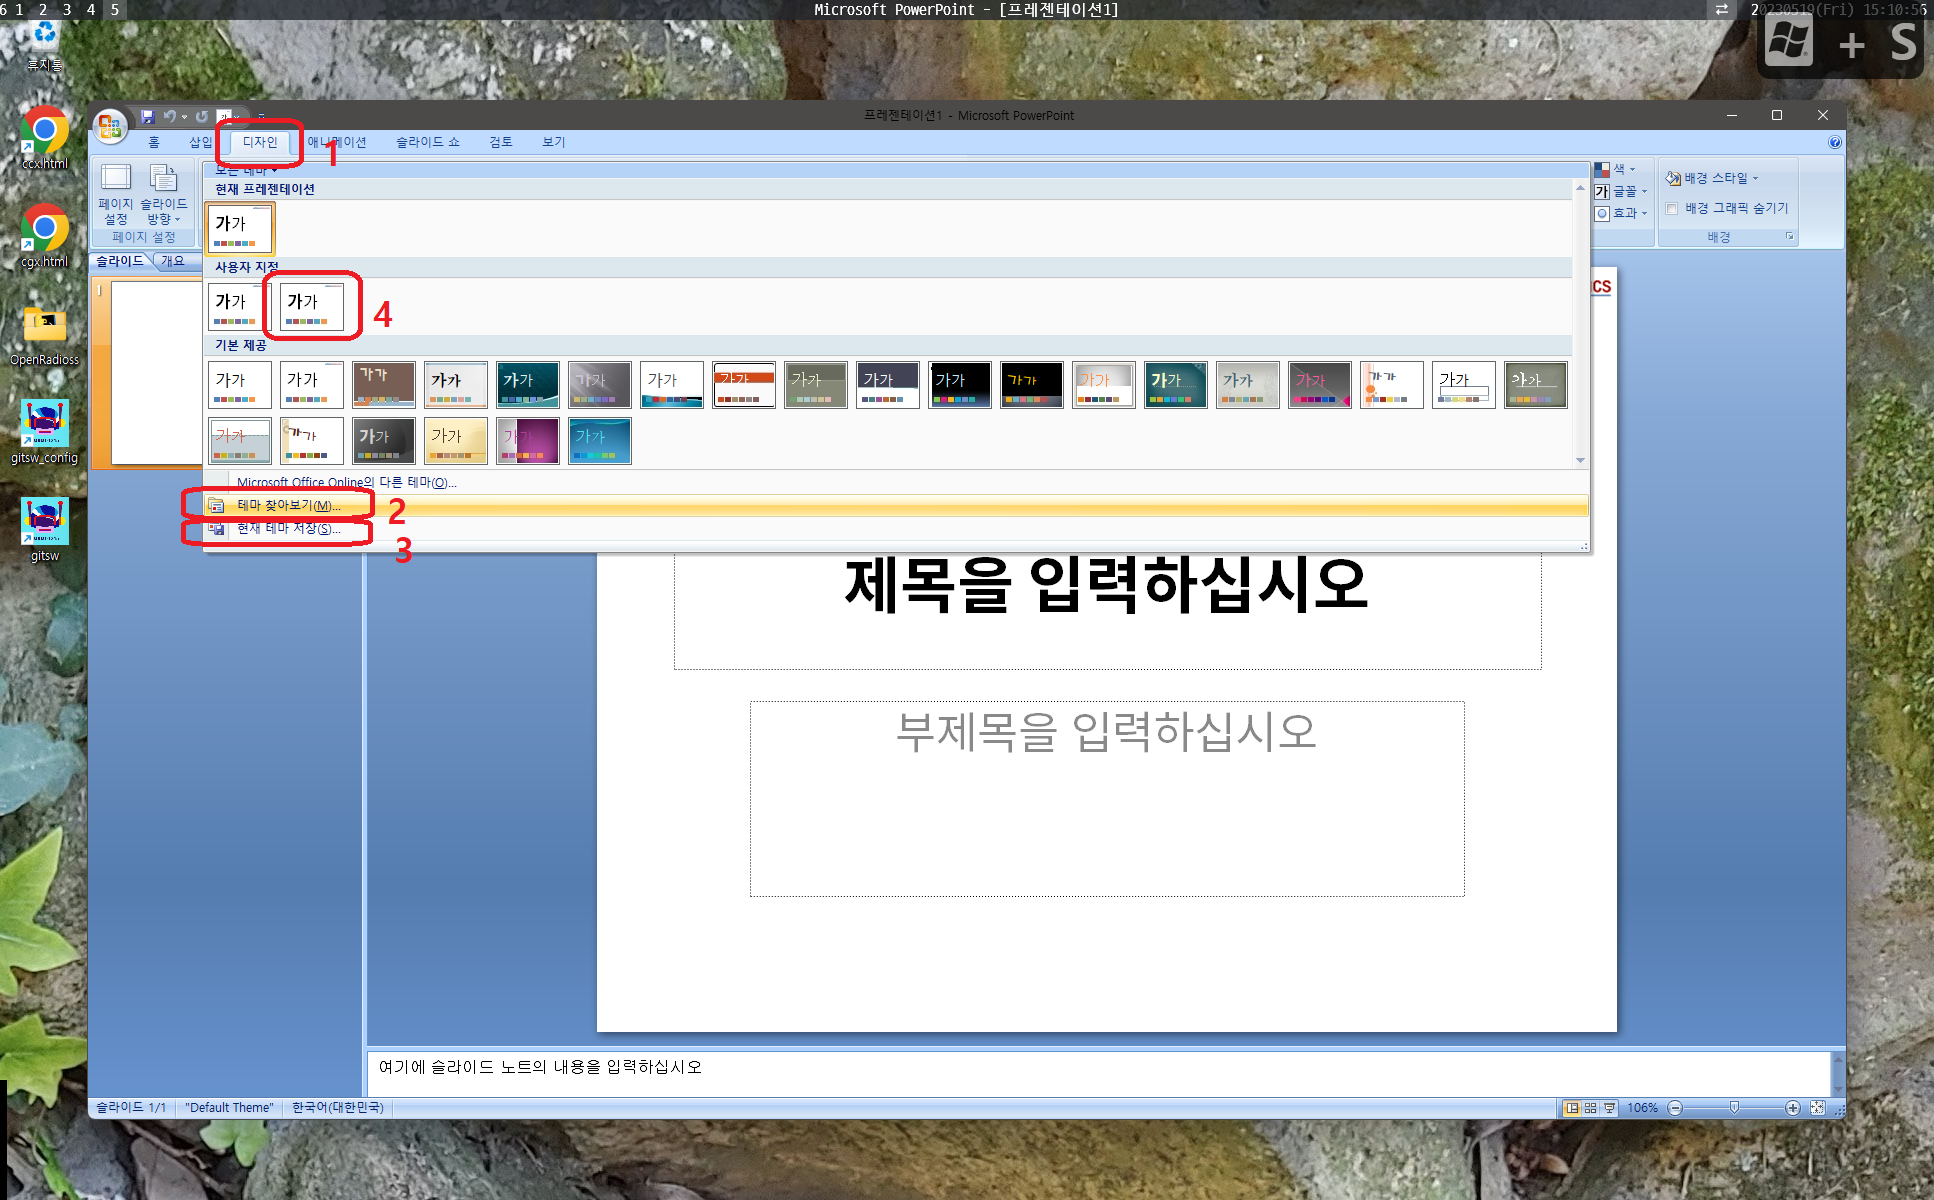 6 1 2 3 4 5
Microsoft PowerPoint - [프레젠테이션1]
20230519(Fri) 15:10:56
+ S
휴지통
ccx.html
cgx.html
OpenRadioss
gitsw_config
gitsw
프레젠테이션1 - Microsoft PowerPoint
홈 삽입 디자인 애니메이션 슬라이드 쇼 검토 보기
1
페이지 설정
슬라이드 방향
페이지 설정
모든 테마
현재 프레젠테이션
가가
사용자 지정
가가 가가
4
기본 제공
가가 가가 가가 가가 가가 가가 가가 가가 가가 가가 가가 가가 가가 가가 가가 가가 가가 가가 가가
가가 가가 가가 가가 가가 가가
Microsoft Office Online의 다른 테마(O)...
테마 찾아보기(M)...
2
현재 테마 저장(S)...
3
색
가 글꼴
효과
배경 스타일
배경 그래픽 숨기기
배경
슬라이드 개요
1
CS
제목을 입력하십시오
부제목을 입력하십시오
여기에 슬라이드 노트의 내용을 입력하십시오
슬라이드 1/1 "Default Theme" 한국어(대한민국)
106%